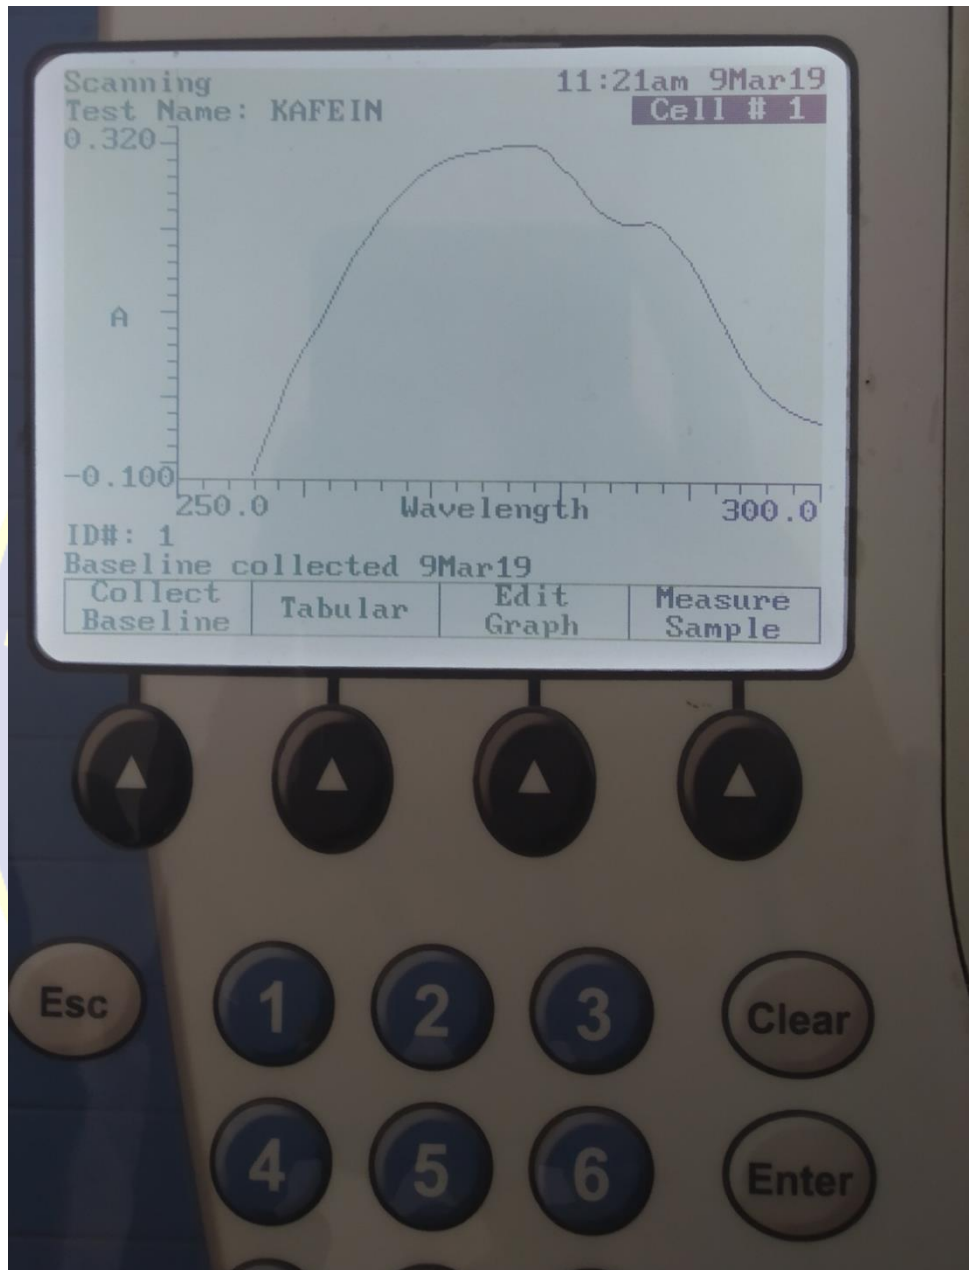 Scanning 11:21am 9Mar19
Test Name: KAFEIN Cell # 1
0.320
A
-0.100
250.0 Wavelength 300.0
ID#: 1
Baseline collected 9Mar19
Collect Baseline
Tabular
Edit Graph
Measure Sample
Esc 1 2 3 Clear
4 5 6 Enter